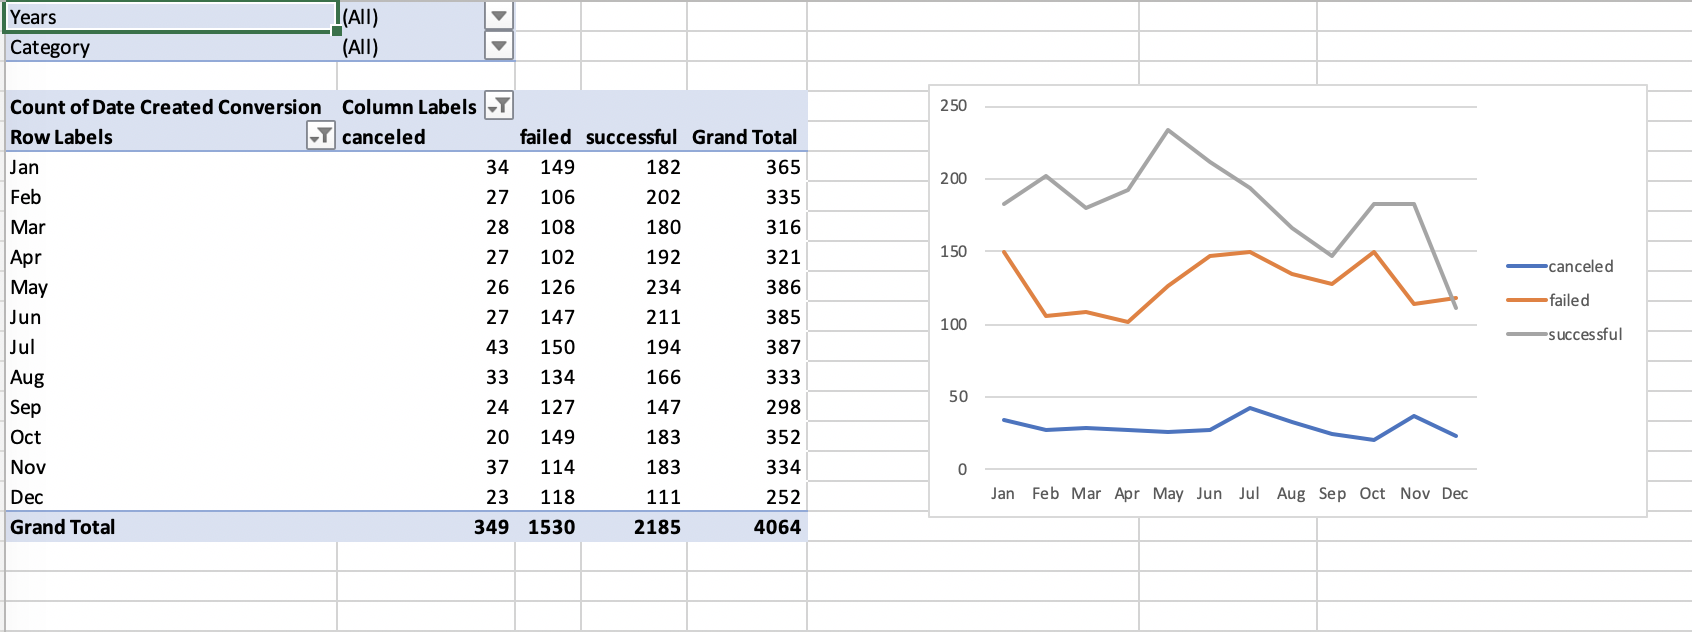 Years (All)
Category (All)
Count of Date Created Conversion Column Labels
Row Labels canceled failed successful Grand Total
Jan 34 149 182 365
Feb 27 106 202 335
Mar 28 108 180 316
Apr 27 102 192 321
May 26 126 234 386
Jun 27 147 211 385
Jul 43 150 194 387
Aug 33 134 166 333
Sep 24 127 147 298
Oct 20 149 183 352
Nov 37 114 183 334
Dec 23 118 111 252
Grand Total 349 1530 2185 4064
250
200
150
100
50
0
Jan Feb Mar Apr May Jun Jul Aug Sep Oct Nov Dec
canceled
failed
successful